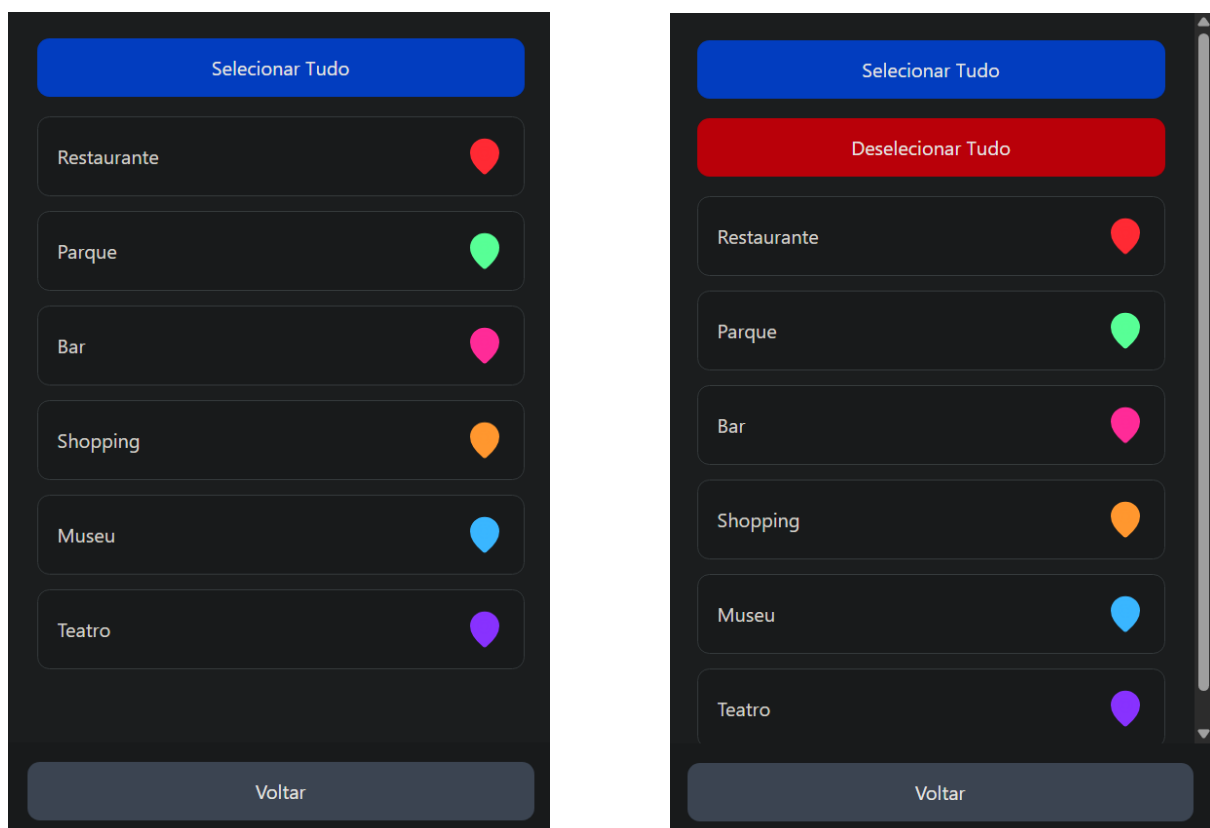 Selecionar Tudo
Restaurante
Parque
Bar
Shopping
Museu
Teatro
Voltar
Selecionar Tudo
Deselecionar Tudo
Restaurante
Parque
Bar
Shopping
Museu
Teatro
Voltar